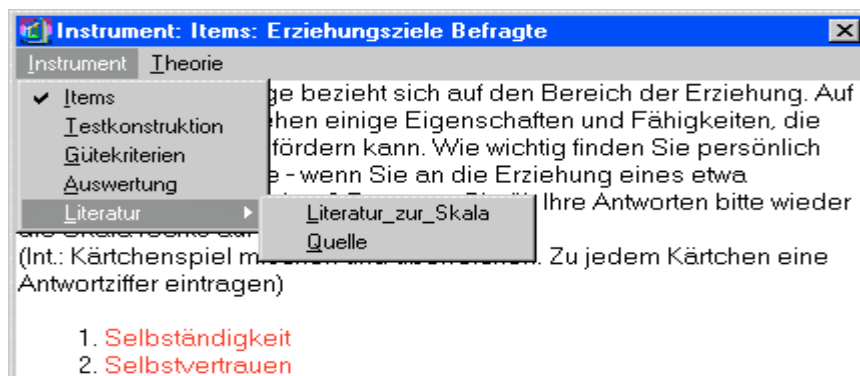 Instrument: Items: Erziehungsziele Befragte
Instrument Theorie
Items
Testkonstruktion
Gütekriterien
Auswertung
Literatur
Literatur_zur_Skala
Quelle
ge bezieht sich auf den Bereich der Erziehung. Auf
hen einige Eigenschaften und Fähigkeiten, die
fördern kann. Wie wichtig finden Sie persönlich
e - wenn Sie an die Erziehung eines etwa
Ihre Antworten bitte wieder
(Int.: Kärtchenspiel Zu jedem Kärtchen eine
Antwortziffer eintragen)
1. Selbständigkeit
2. Selbstvertrauen